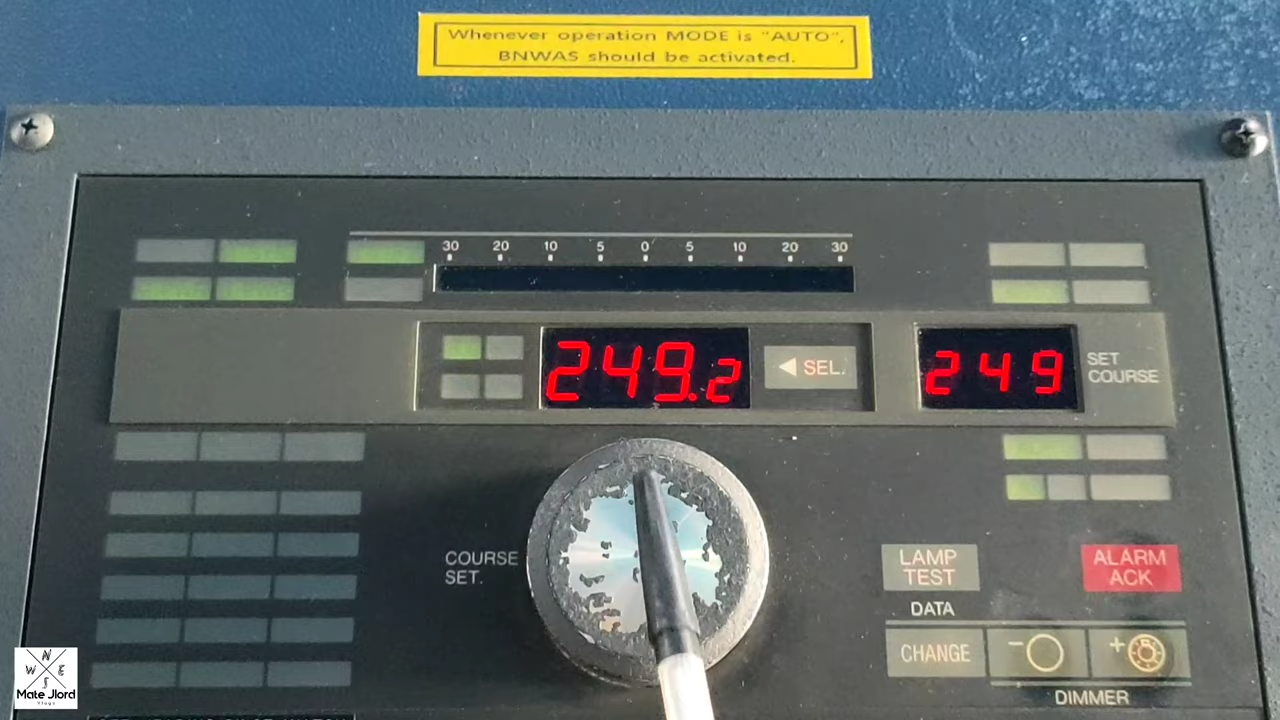 Whenever operation MODE is "AUTO",
BNWAS should be activated.
30 20 10 5 0 5 10 20 30
249.2
◀ SEL.
249
SET
COURSE
COURSE
SET.
LAMP
TEST
ALARM
ACK
DATA
CHANGE
− +
DIMMER
N
W E
S
Mate Jlord
Vlogs